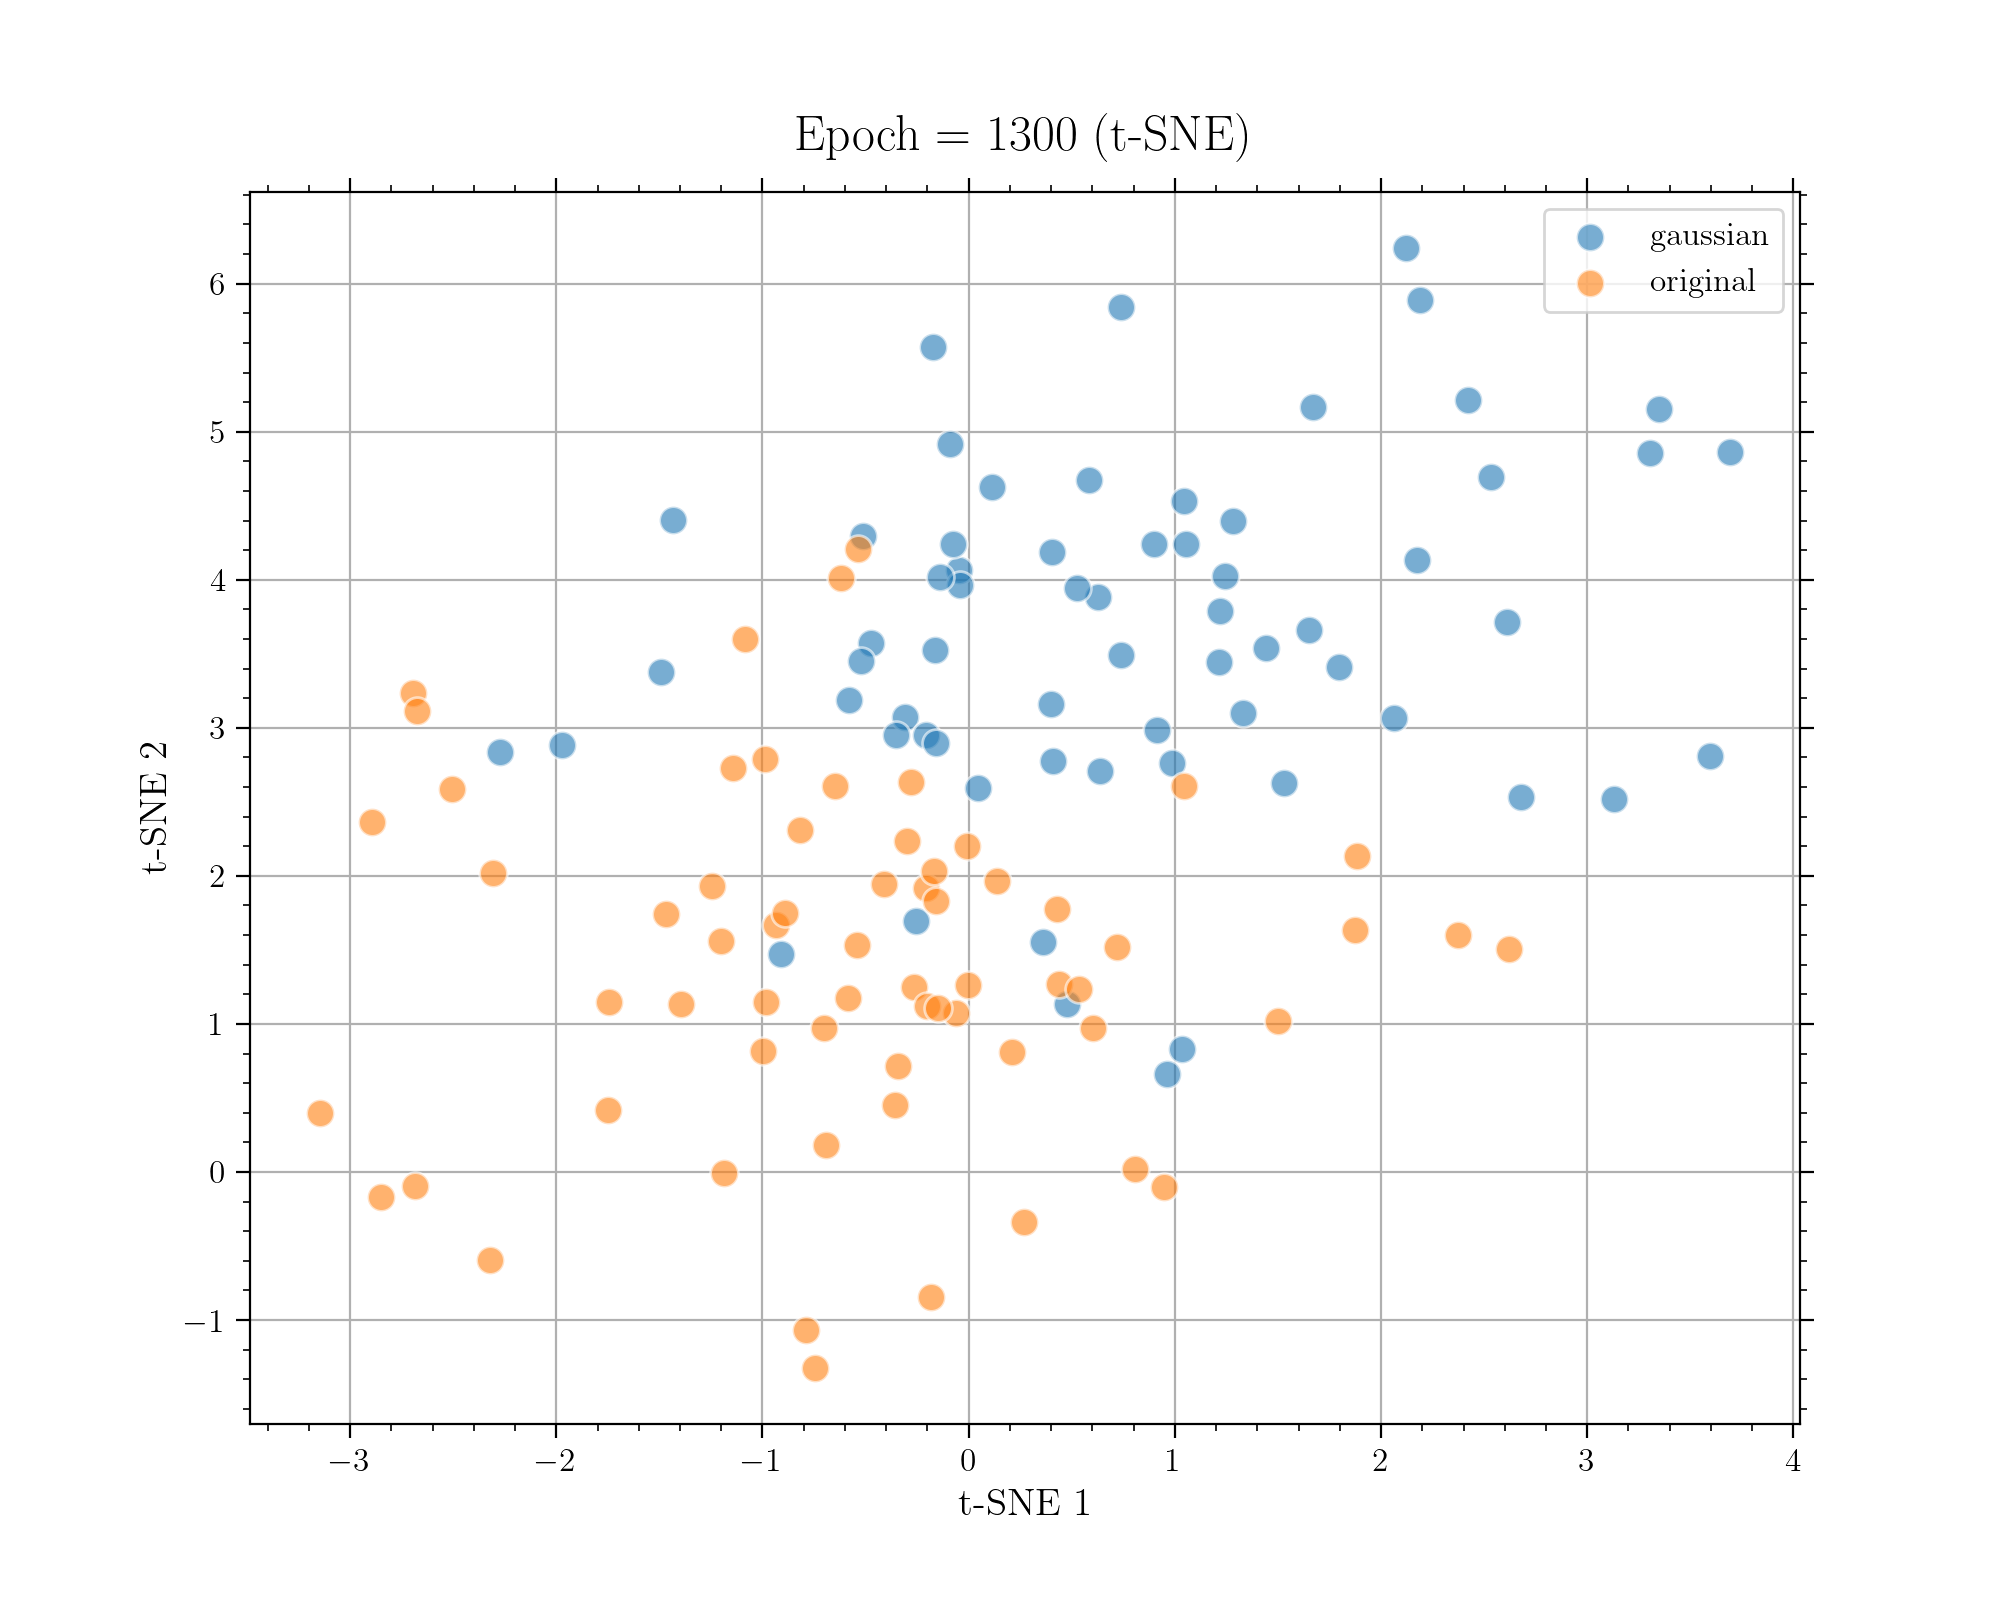 Epoch = 1300 (t-SNE)
gaussian
original
6
5
4
3
2
1
0
−1
t-SNE 2
−3 −2 −1 0 1 2 3 4
t-SNE 1